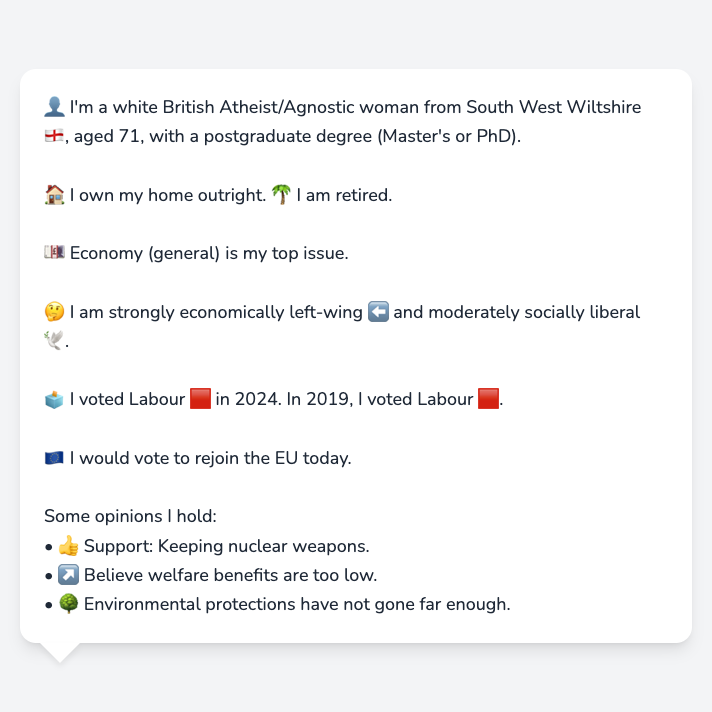 👤 I'm a white British Atheist/Agnostic woman from South West Wiltshire
🏴󠁧󠁢󠁥󠁮󠁧󠁿, aged 71, with a postgraduate degree (Master's or PhD).
🏠 I own my home outright. 🌴 I am retired.
💷 Economy (general) is my top issue.
🤔 I am strongly economically left-wing ⬅️ and moderately socially liberal
🕊️.
🗳️ I voted Labour 🟥 in 2024. In 2019, I voted Labour 🟥.
🇪🇺 I would vote to rejoin the EU today.
Some opinions I hold:
• 👍 Support: Keeping nuclear weapons.
• ↗️ Believe welfare benefits are too low.
• 🌳 Environmental protections have not gone far enough.